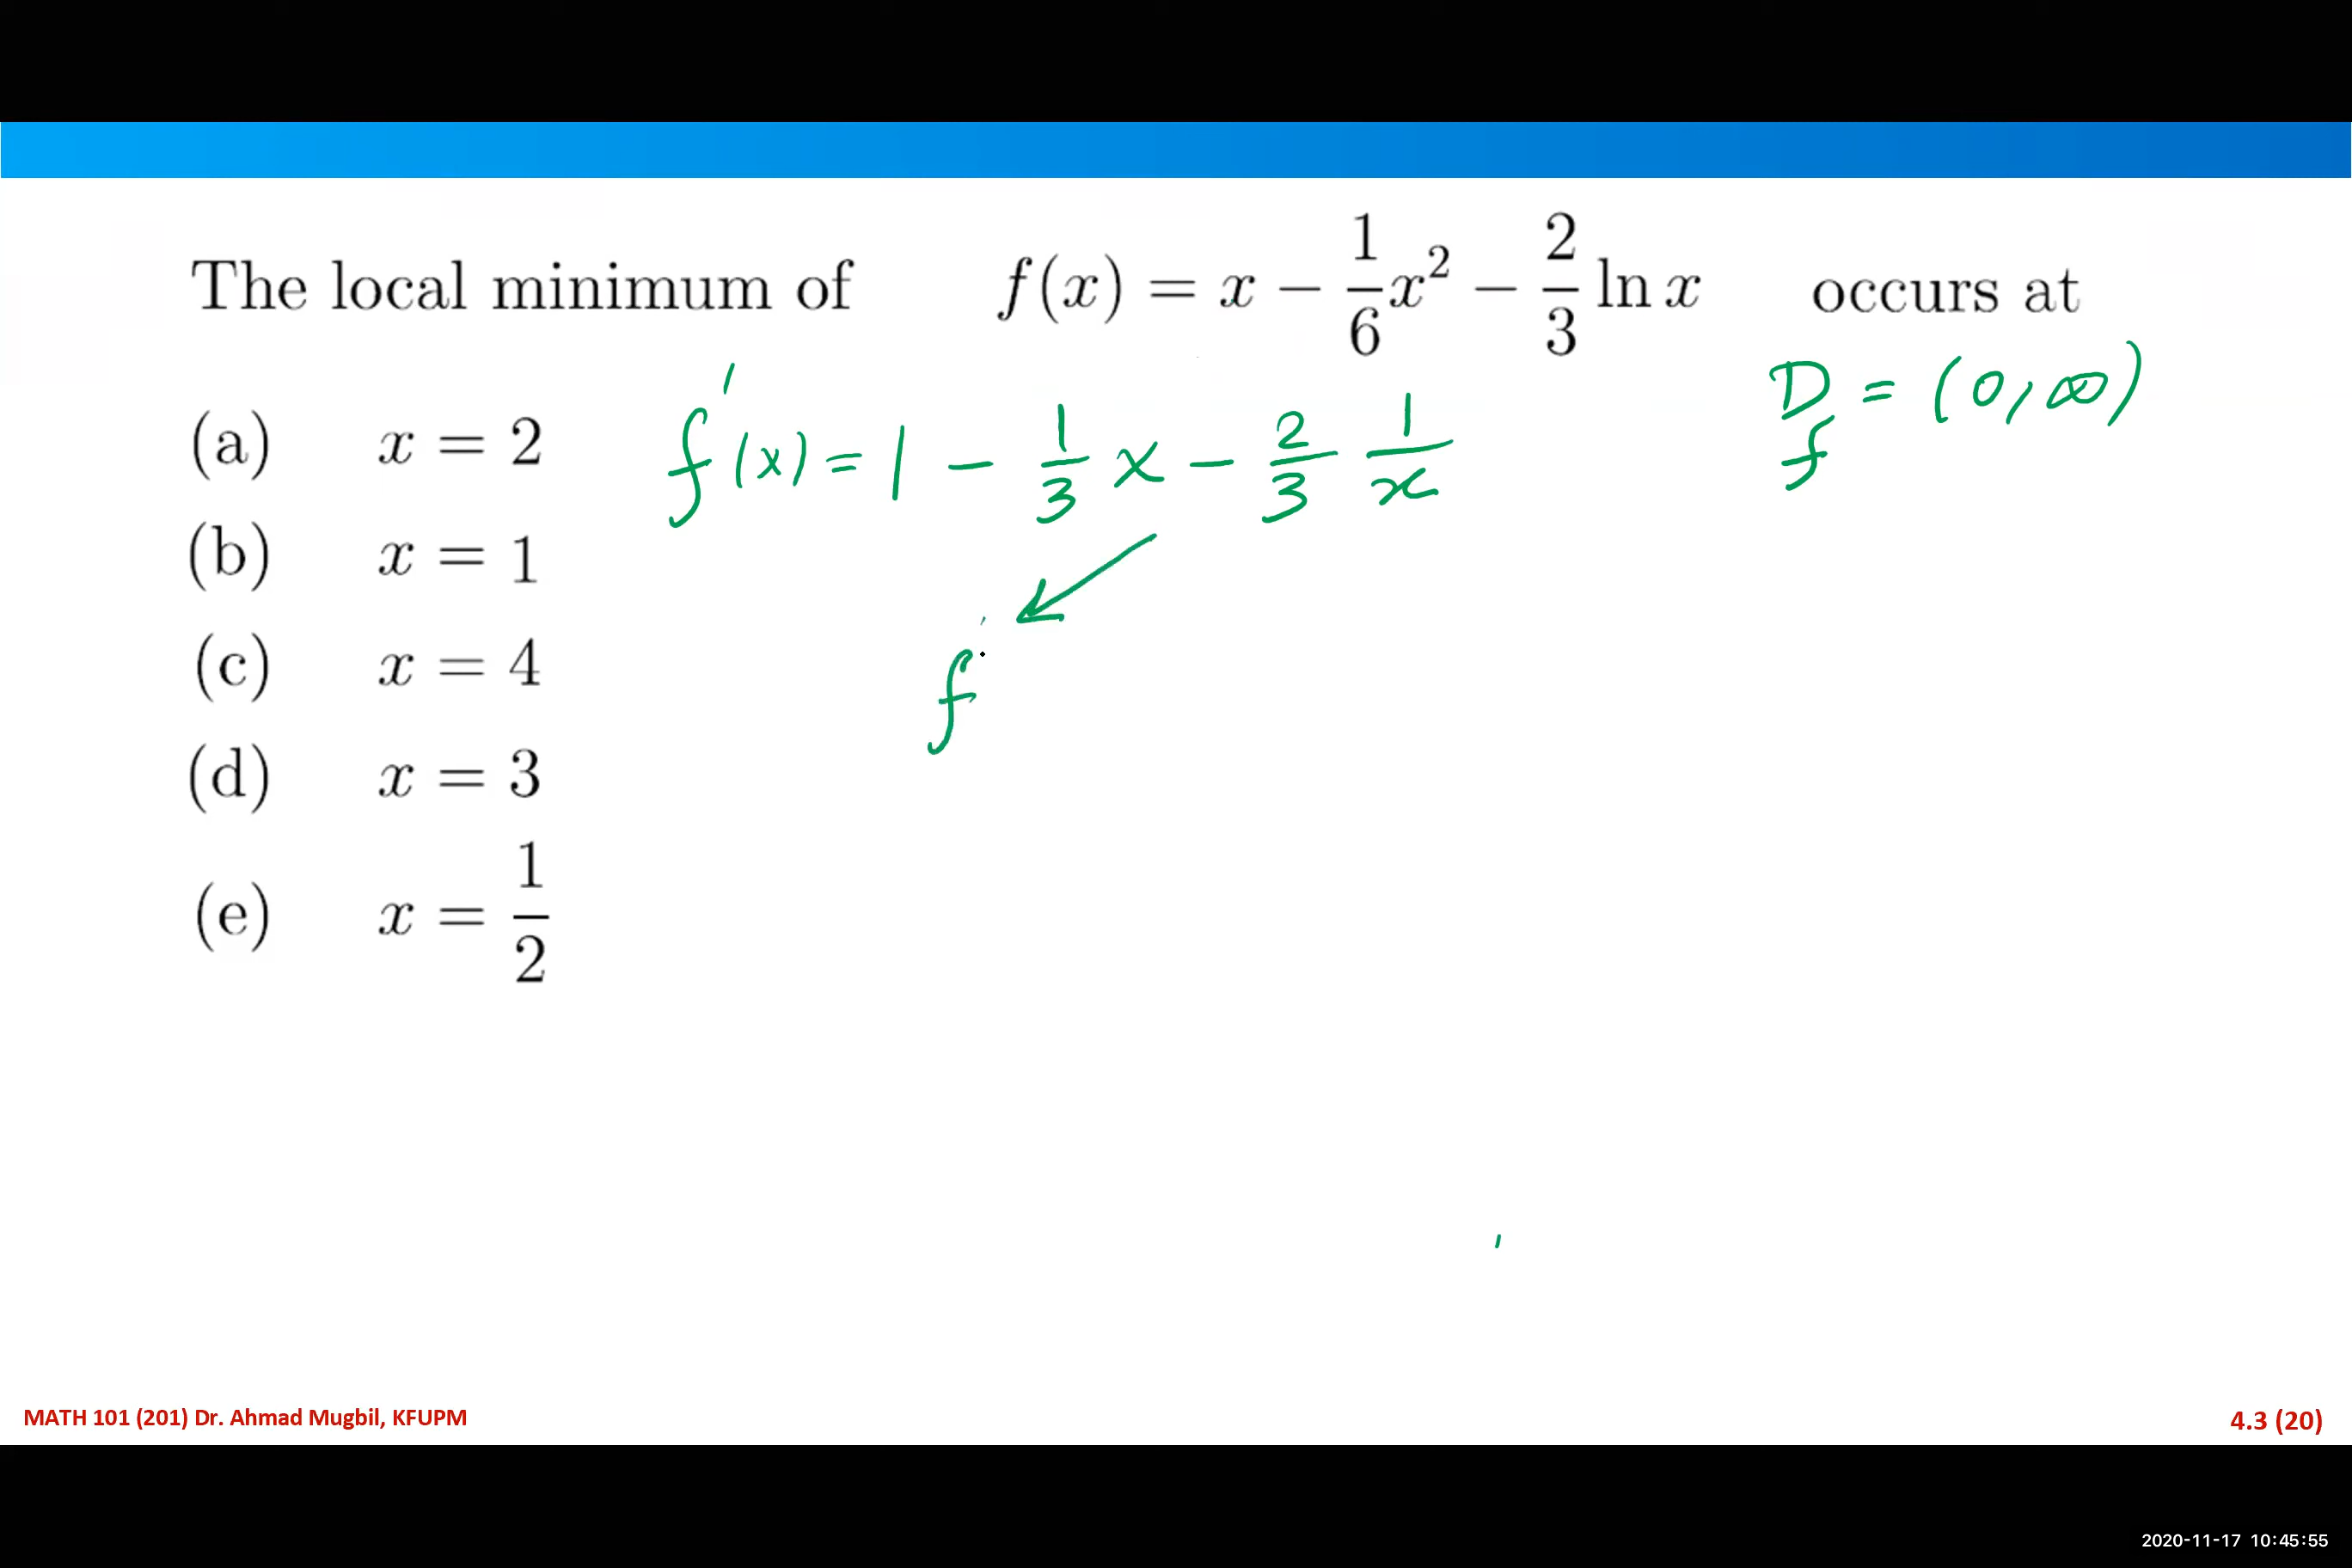 The local minimum of f(x) = x − 1/6 x² − 2/3 ln x occurs at
D_f = (0, ∞)
f'(x) = 1 − 1/3 x − 2/3 1/x
(a) x = 2
(b) x = 1
(c) x = 4
f'
(d) x = 3
(e) x = 1/2
MATH 101 (201) Dr. Ahmad Mugbil, KFUPM
4.3 (20)
2020-11-17 10:45:55